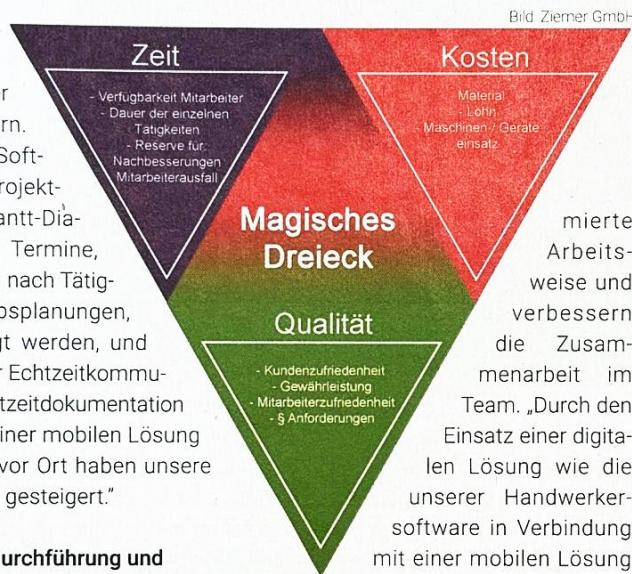 Bild: Ziemer GmbH
Zeit
- Verfügbarkeit Mitarbeiter
- Dauer der einzelnen
Tätigkeiten
- Reserve für
Nachbesserungen
Mitarbeiterausfall
Kosten
Material
- Lohn
- Maschinen-/ Geräte
einsatz
Magisches
Dreieck
Qualität
- Kundenzufriedenheit
- Gewährleistung
- Mitarbeiterzufriedenheit
- § Anforderungen
er
rn.
Soft-
rojekt-
antt-Dia-
Termine,
nach Tätig-
bsplanungen,
gt werden, und
r Echtzeitkommu-
tzeitdokumentation
iner mobilen Lösung
vor Ort haben unsere
gesteigert.”
urchführung und
mierte
Arbeits-
weise und
verbessern
die Zusam-
menarbeit im
Team. „Durch den
Einsatz einer digita-
len Lösung wie die
unserer Handwerker-
software in Verbindung
mit einer mobilen Lösung